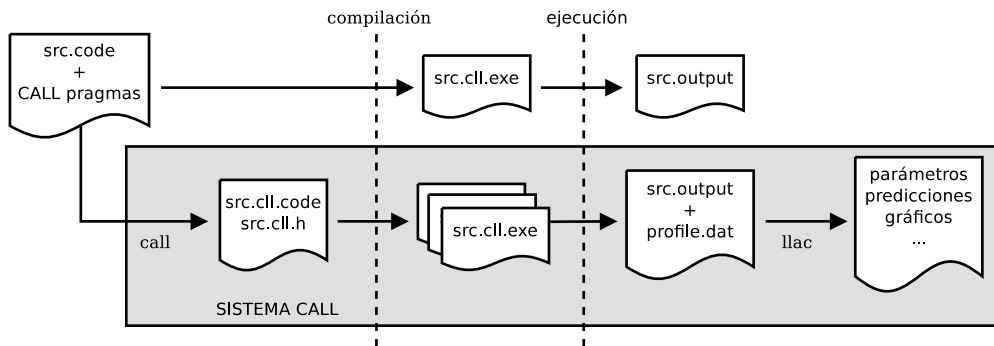 compilación
ejecución
src.code
+
CALL pragmas
src.cll.exe
src.output
call
src.cll.code
src.cll.h
src.cll.exe
src.output
+
profile.dat
llac
parámetros
predicciones
gráficos
...
SISTEMA CALL